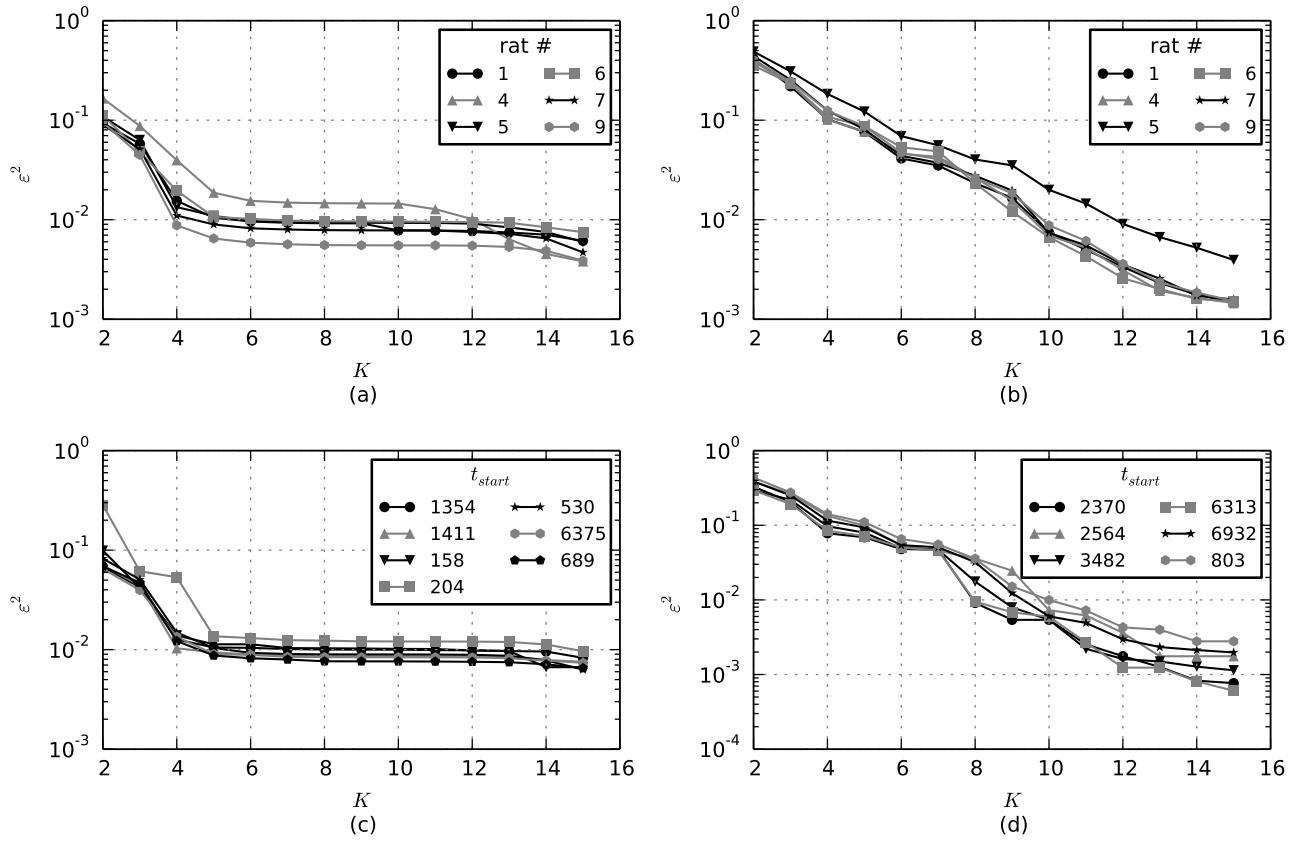 10^0
10^-1
10^-2
10^-3
ε^2
2 4 6 8 10 12 14 16
K
(a)
rat #
1 6
4 7
5 9
10^0
10^-1
10^-2
10^-3
ε^2
2 4 6 8 10 12 14 16
K
(b)
rat #
1 6
4 7
5 9
10^0
10^-1
10^-2
10^-3
ε^2
2 4 6 8 10 12 14 16
K
(c)
t_start
1354 530
1411 6375
158 689
204
10^0
10^-1
10^-2
10^-3
10^-4
ε^2
2 4 6 8 10 12 14 16
K
(d)
t_start
2370 6313
2564 6932
3482 803